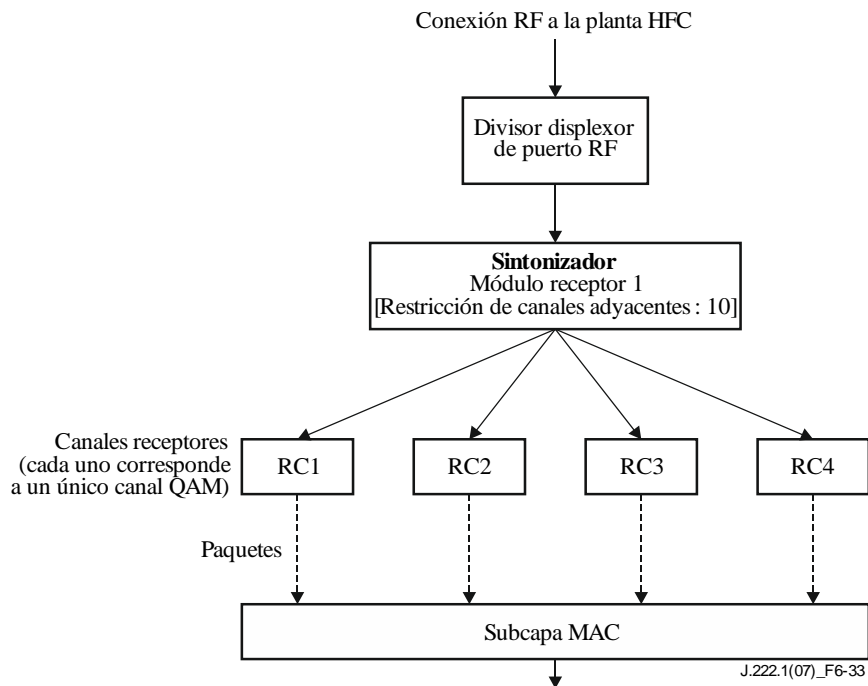 Conexión RF a la planta HFC
Divisor displexor
de puerto RF
Sintonizador
Módulo receptor 1
[Restricción de canales adyacentes : 10]
Canales receptores
(cada uno corresponde
a un único canal QAM)
RC1
RC2
RC3
RC4
Paquetes
Subcapa MAC
J.222.1(07)_F6-33